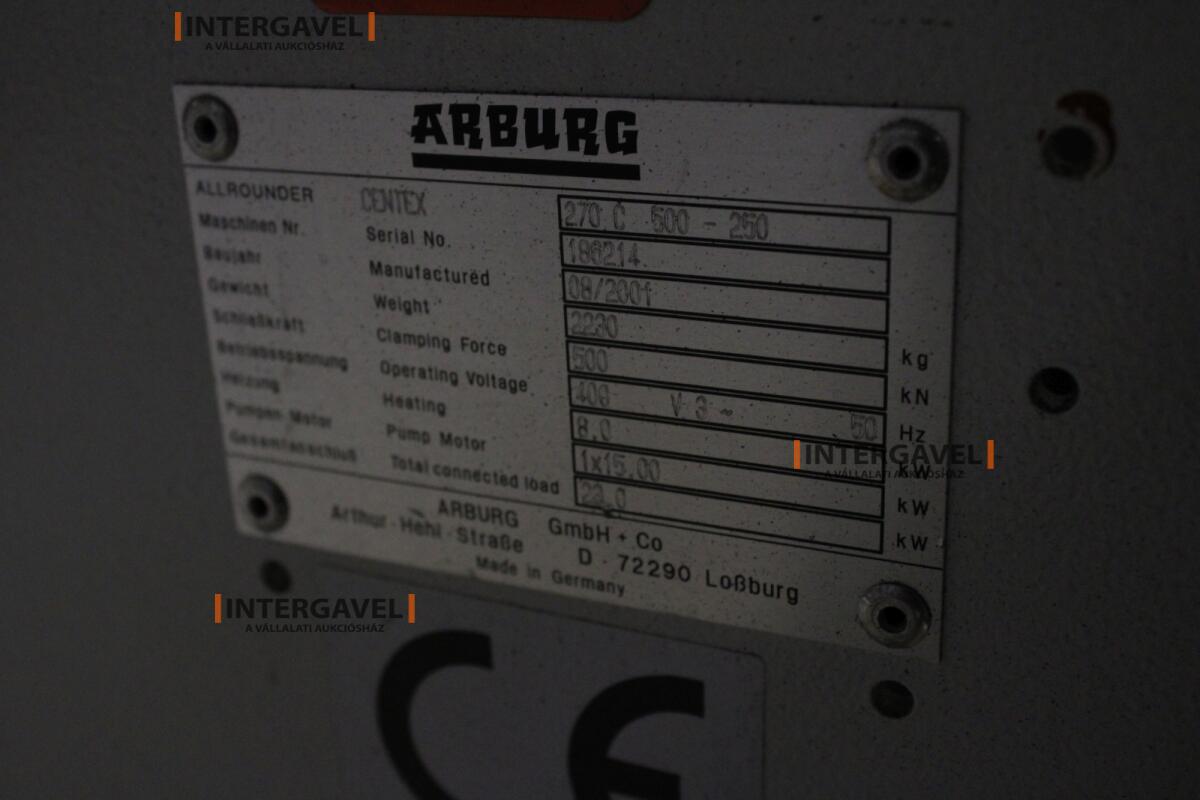 INTERGAVEL
A VÁLLALATI AUKCIÓSHÁZ
ARBURG
ALLROUNDER CENTEX 270 C 500 - 250
Maschinen Nr. Serial No. 186214
Baujahr Manufactured 08/2001
Gewicht Weight 2230 kg
Schließkraft Clamping Force 500 kN
Betriebsspannung Operating Voltage 400 V 3 ~ 50 Hz
Heizung Heating 8.0 kW
Pumpen-Motor Pump Motor 1x15.00 kW
Gesamtanschluß Total connected load 23.0 kW
INTERGAVEL
A VÁLLALATI AUKCIÓSHÁZ
ARBURG GmbH + Co
Arthur - Hehl - Straße D - 72290 Loßburg
Made in Germany
INTERGAVEL
A VÁLLALATI AUKCIÓSHÁZ
CE